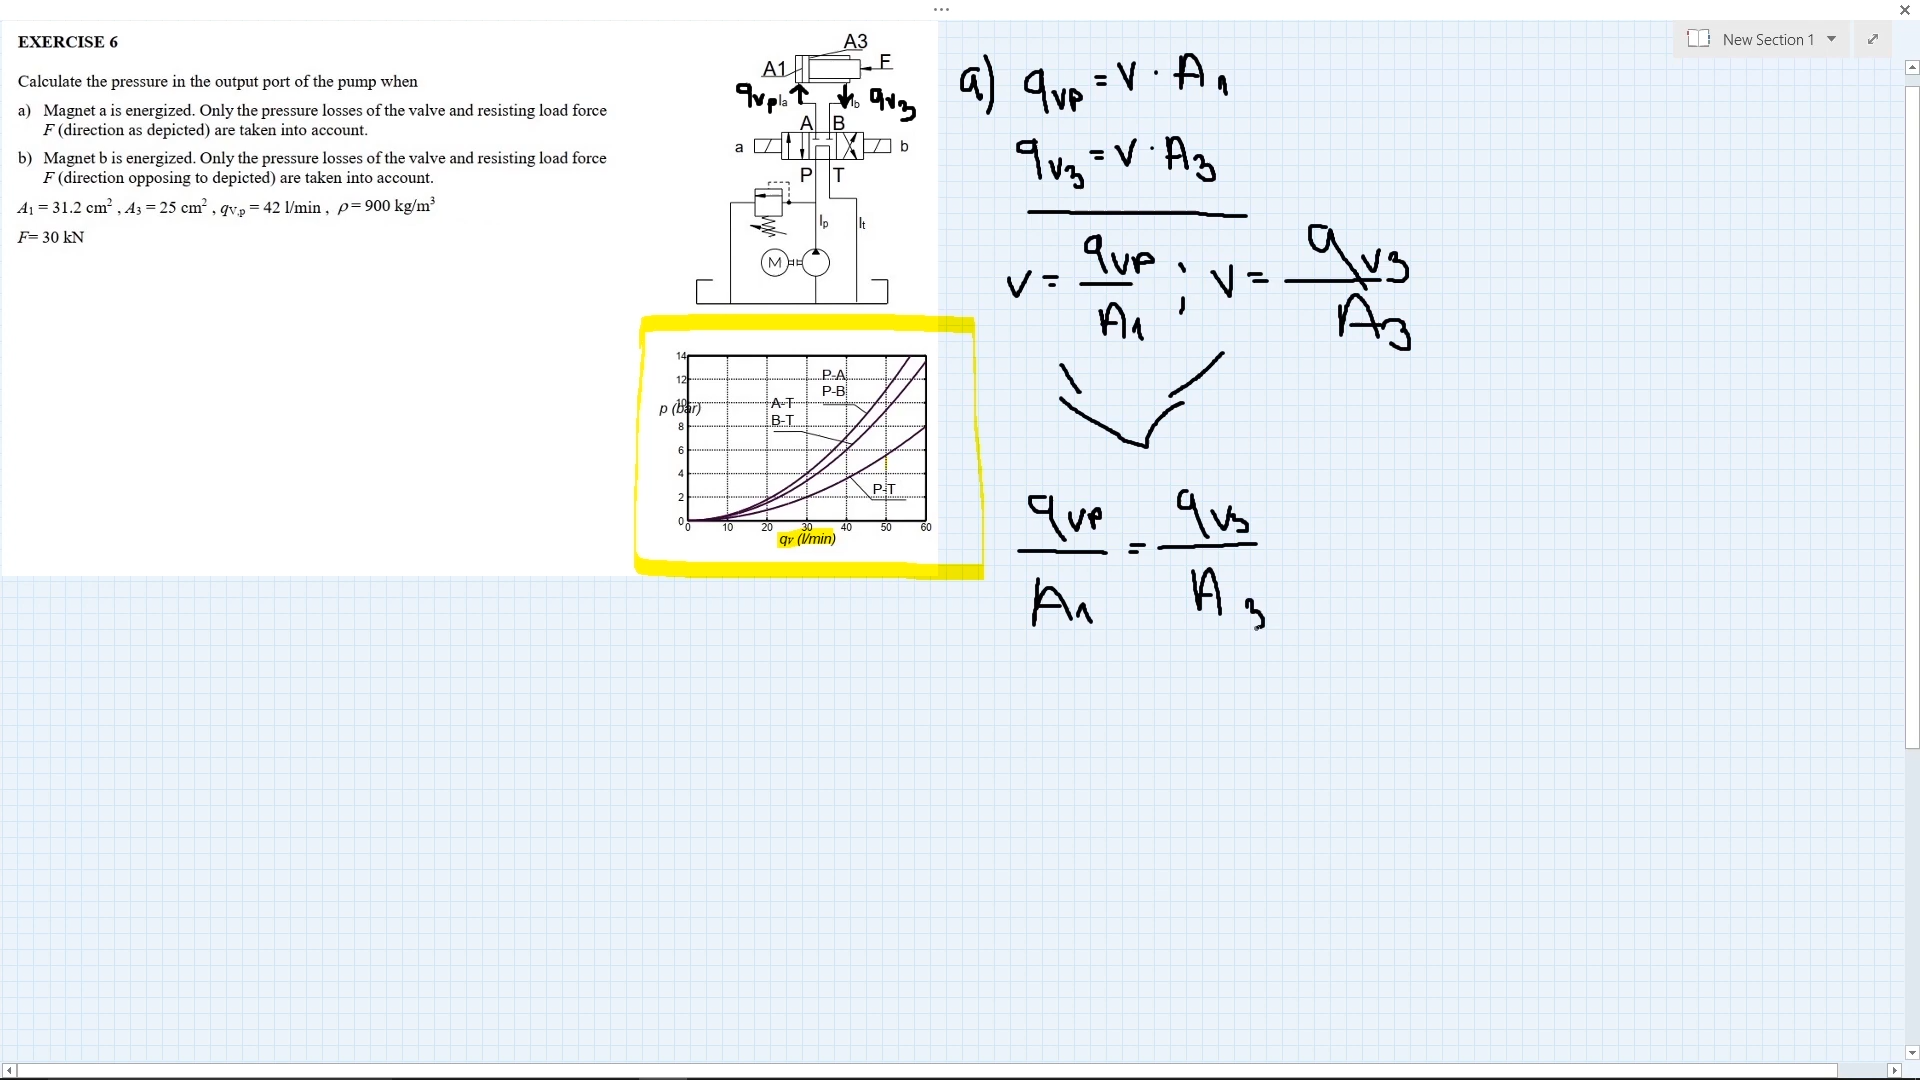 New Section 1
EXERCISE 6
Calculate the pressure in the output port of the pump when
a) Magnet a is energized. Only the pressure losses of the valve and resisting load force
F (direction as depicted) are taken into account.
b) Magnet b is energized. Only the pressure losses of the valve and resisting load force
F (direction opposing to depicted) are taken into account.
A₁ = 31.2 cm² , A₃ = 25 cm² , qV,p = 42 l/min , ρ = 900 kg/m³
F= 30 kN
A3
A1 F
qvp la lb qv3
A B
a b
P T
lp lt
M
14
12
10
8
6
4
2
0
p (bar)
P-A
P-B
A-T
B-T
P-T
0 10 20 30 40 50 60
qV (l/min)
a) qvp = v · A1
qv3 = v · A3
v = qvp / A1 ; v = qv3 / A3
qvp / A1 = qv3 / A3